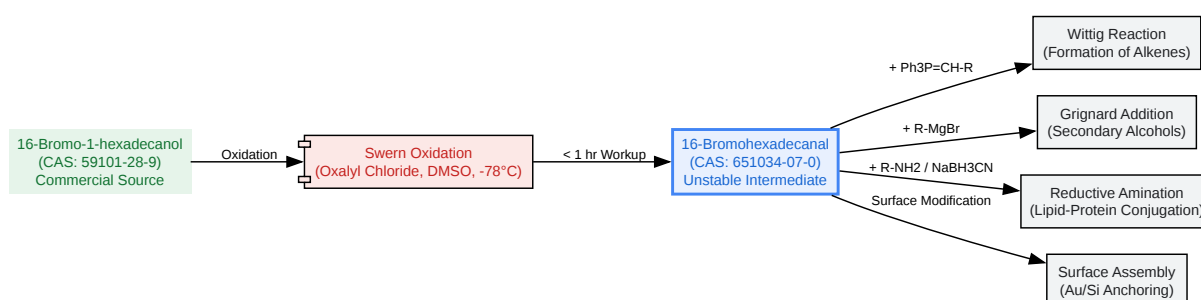 16-Bromo-1-hexadecanol
(CAS: 59101-28-9)
Commercial Source
Oxidation
Swern Oxidation
(Oxalyl Chloride, DMSO, -78°C)
< 1 hr Workup
16-Bromohexadecanal
(CAS: 651034-07-0)
Unstable Intermediate
+ Ph3P=CH-R
+ R-MgBr
+ R-NH2 / NaBH3CN
Surface Modification
Wittig Reaction
(Formation of Alkenes)
Grignard Addition
(Secondary Alcohols)
Reductive Amination
(Lipid-Protein Conjugation)
Surface Assembly
(Au/Si Anchoring)